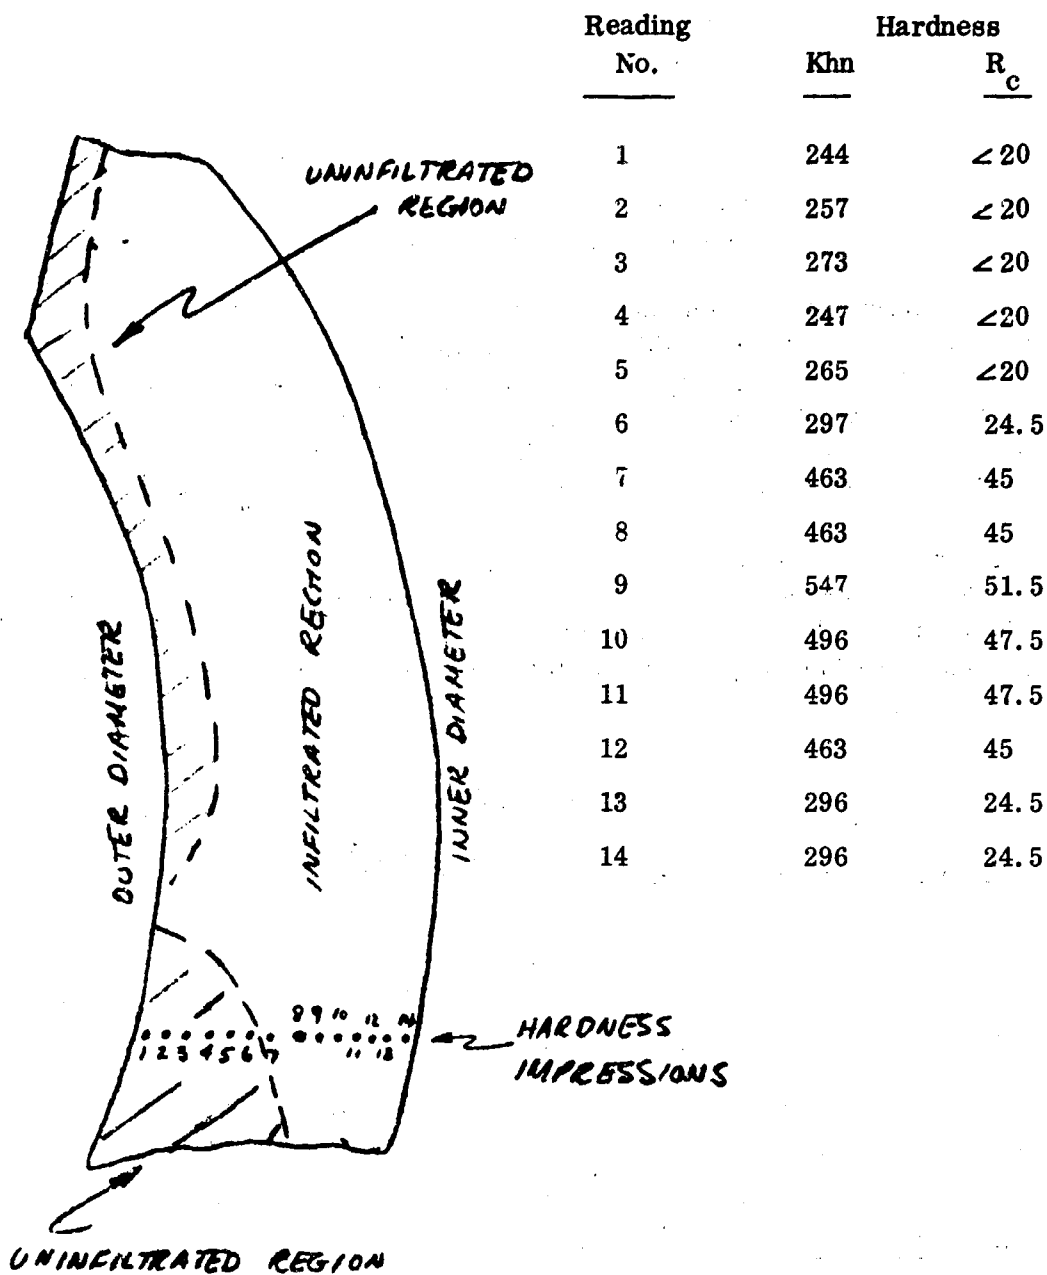 Reading Hardness
No. Khn Rc
1 244 <20
2 257 <20
3 273 <20
4 247 <20
5 265 <20
6 297 24.5
7 463 45
8 463 45
9 547 51.5
10 496 47.5
11 496 47.5
12 463 45
13 296 24.5
14 296 24.5
UNINFILTRATED
REGION
OUTER DIAMETER
INFILTRATED REGION
INNER DIAMETER
8 9 10 12 14
1 2 3 4 5 6 7 11 13
HARDNESS
IMPRESSIONS
UNINFILTRATED REGION